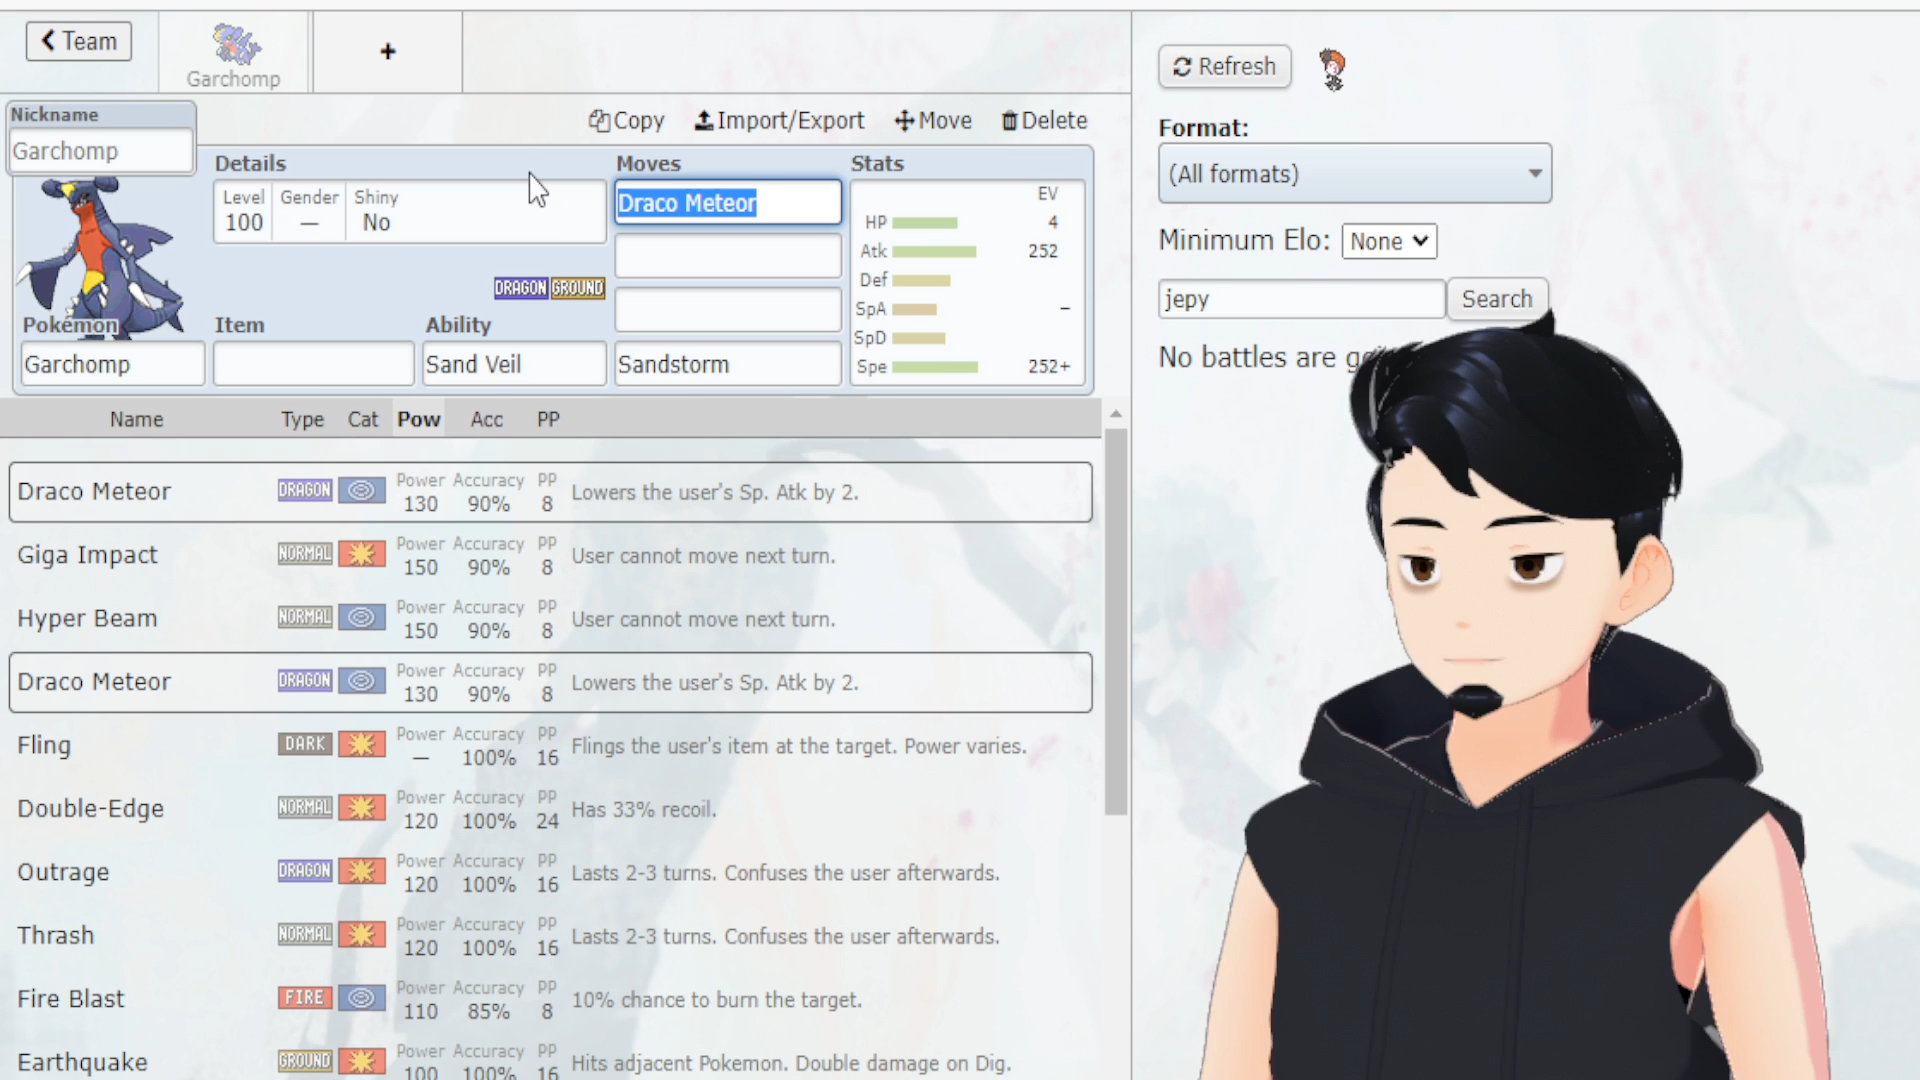 Team
Garchomp
+
Refresh
Nickname
Garchomp
Copy
Import/Export
Move
Delete
Format:
(All formats)
Details
Moves
Stats
Level
100
Gender
—
Shiny
No
Draco Meteor
EV
HP 4
Atk 252
Def
SpA –
SpD
Spe 252+
Minimum Elo: None
jepy
Search
No battles are go
DRAGON GROUND
Pokémon
Item
Ability
Garchomp
Sand Veil
Sandstorm
Name Type Cat Pow Acc PP
Draco Meteor DRAGON Power 130 Accuracy 90% PP 8 Lowers the user's Sp. Atk by 2.
Giga Impact NORMAL Power 150 Accuracy 90% PP 8 User cannot move next turn.
Hyper Beam NORMAL Power 150 Accuracy 90% PP 8 User cannot move next turn.
Draco Meteor DRAGON Power 130 Accuracy 90% PP 8 Lowers the user's Sp. Atk by 2.
Fling DARK Power — Accuracy 100% PP 16 Flings the user's item at the target. Power varies.
Double-Edge NORMAL Power 120 Accuracy 100% PP 24 Has 33% recoil.
Outrage DRAGON Power 120 Accuracy 100% PP 16 Lasts 2-3 turns. Confuses the user afterwards.
Thrash NORMAL Power 120 Accuracy 100% PP 16 Lasts 2-3 turns. Confuses the user afterwards.
Fire Blast FIRE Power 110 Accuracy 85% PP 8 10% chance to burn the target.
Earthquake GROUND Power 100 Accuracy 100% PP 16 Hits adjacent Pokemon. Double damage on Dig.